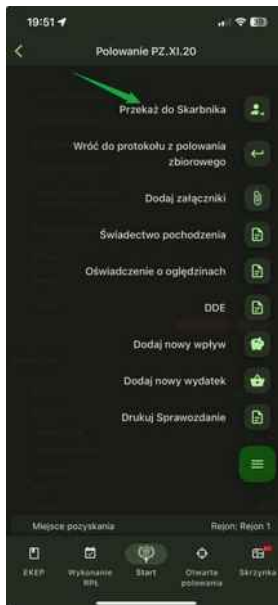 19:51
Polowanie PZ.XI.20
Przekaż do Skarbnika
Wróć do protokołu z polowania
zbiorowego
Dodaj załączniki
Świadectwo pochodzenia
Oświadczenie o oględzinach
DDE
Dodaj nowy wpływ
Dodaj nowy wydatek
Drukuj Sprawozdanie
Miejsce pozyskania
Rejon: Rejon 1
EKEP
Wykonanie
RPŁ
Start
Otwarte
polowania
Skrzynka